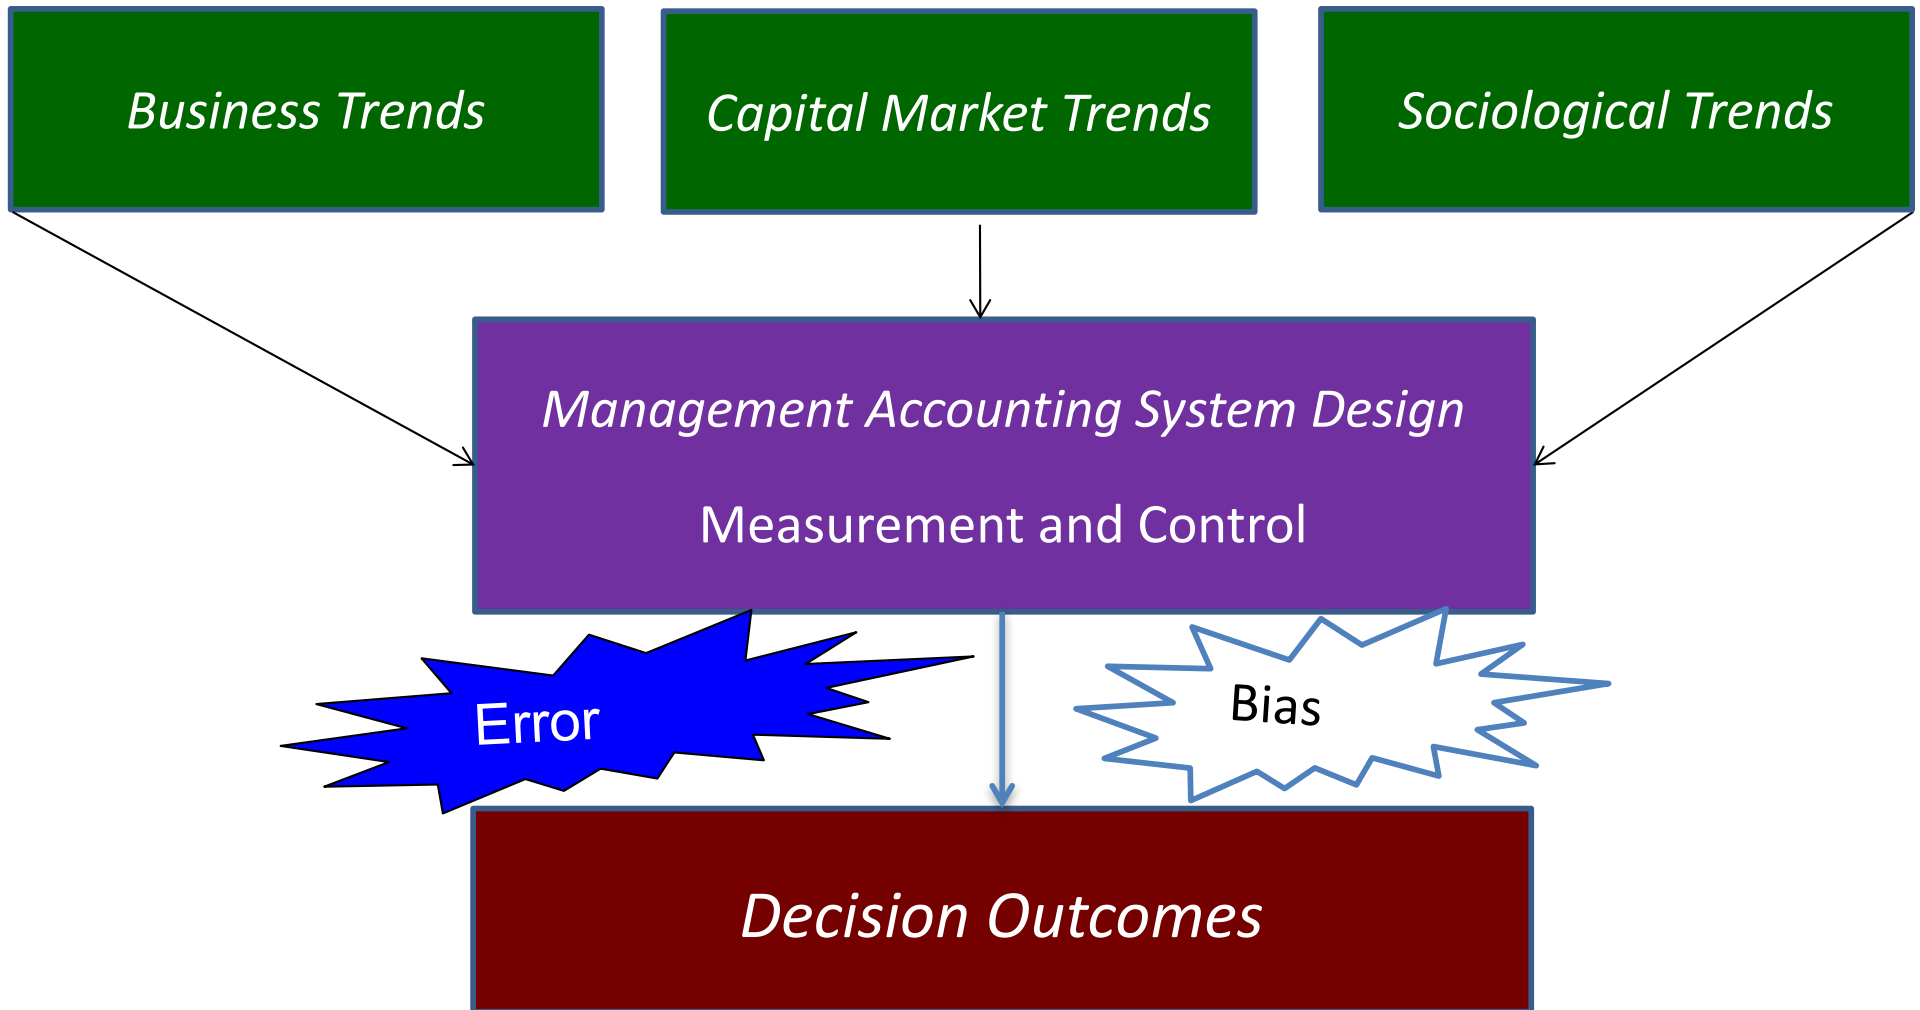 Business Trends
Capital Market Trends
Sociological Trends
Management Accounting System Design
Measurement and Control
Error
Bias
Decision Outcomes